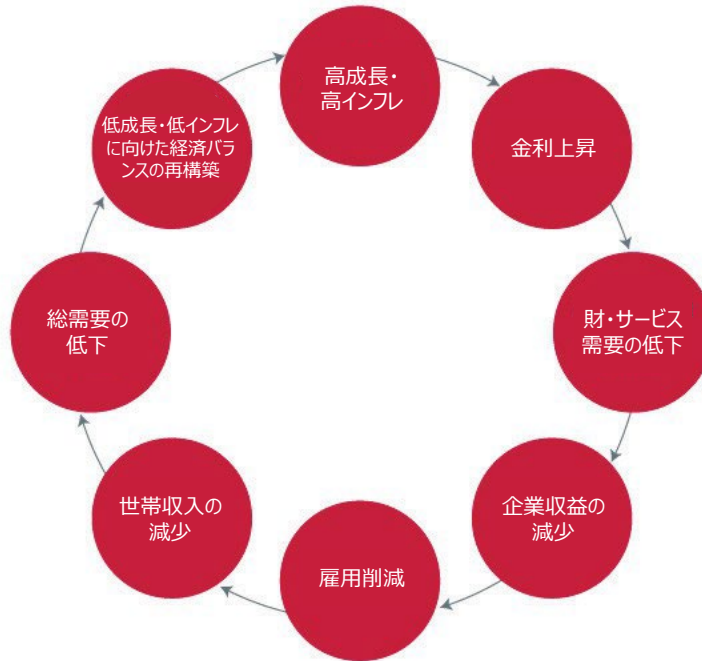 高成長・
高インフレ
金利上昇
財・サービス
需要の低下
企業収益の
減少
雇用削減
世帯収入の
減少
総需要の
低下
低成長・低インフレ
に向けた経済バラ
ンスの再構築